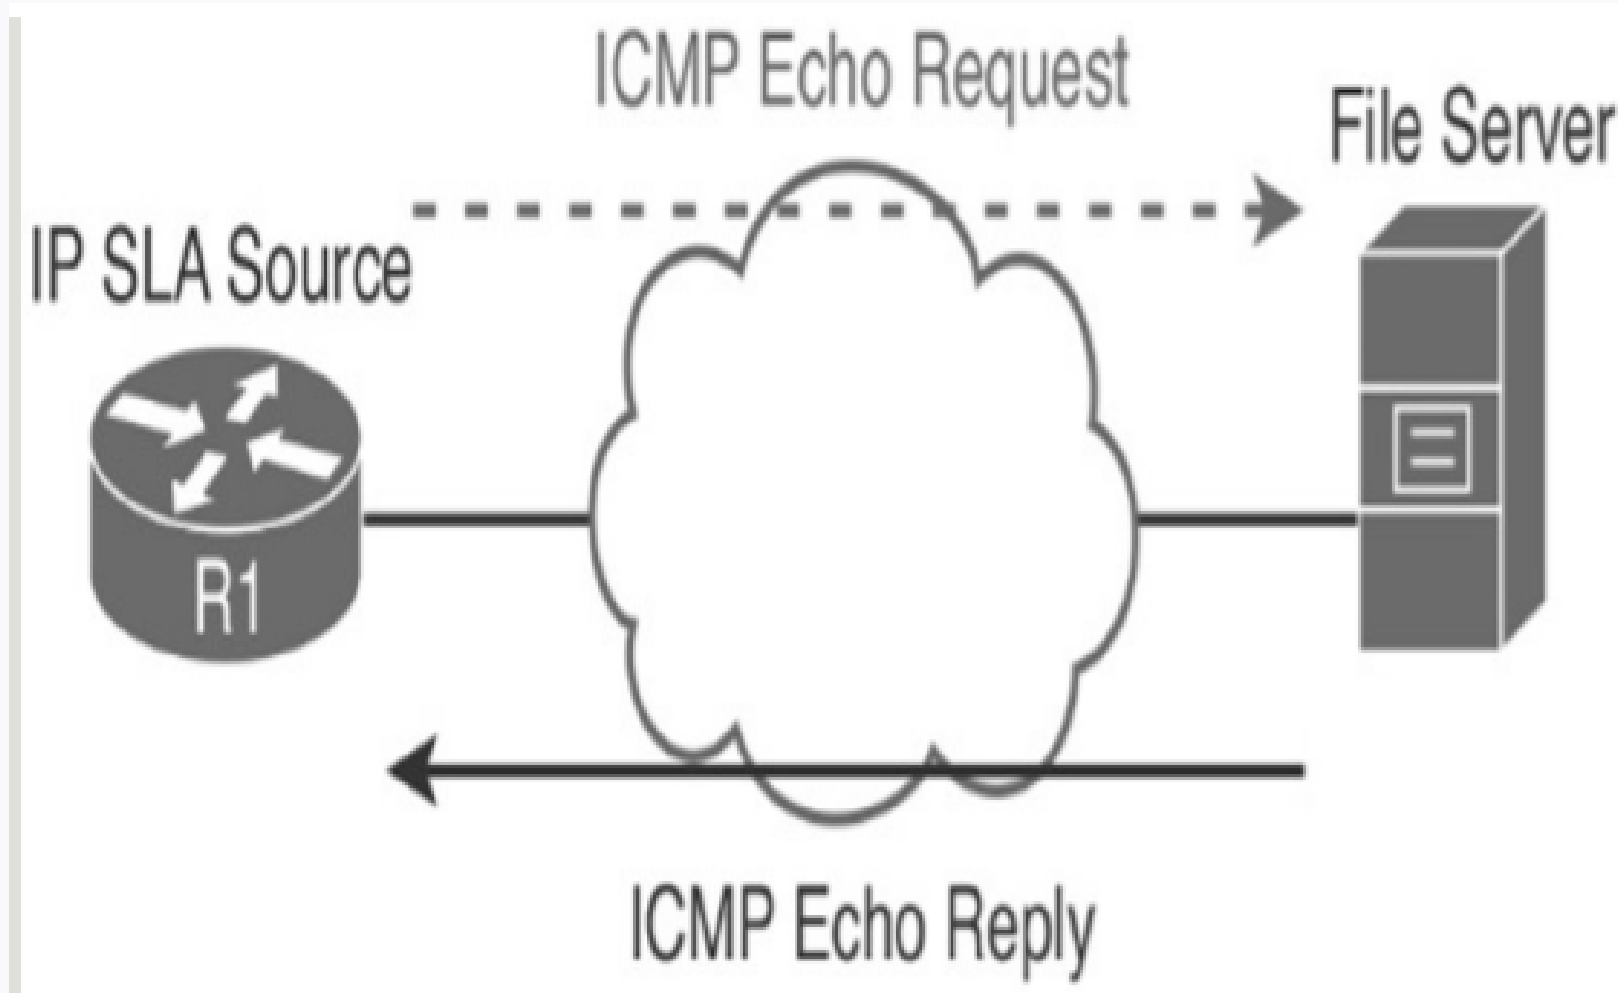 ICMP Echo Request
File Server
IP SLA Source
R1
ICMP Echo Reply